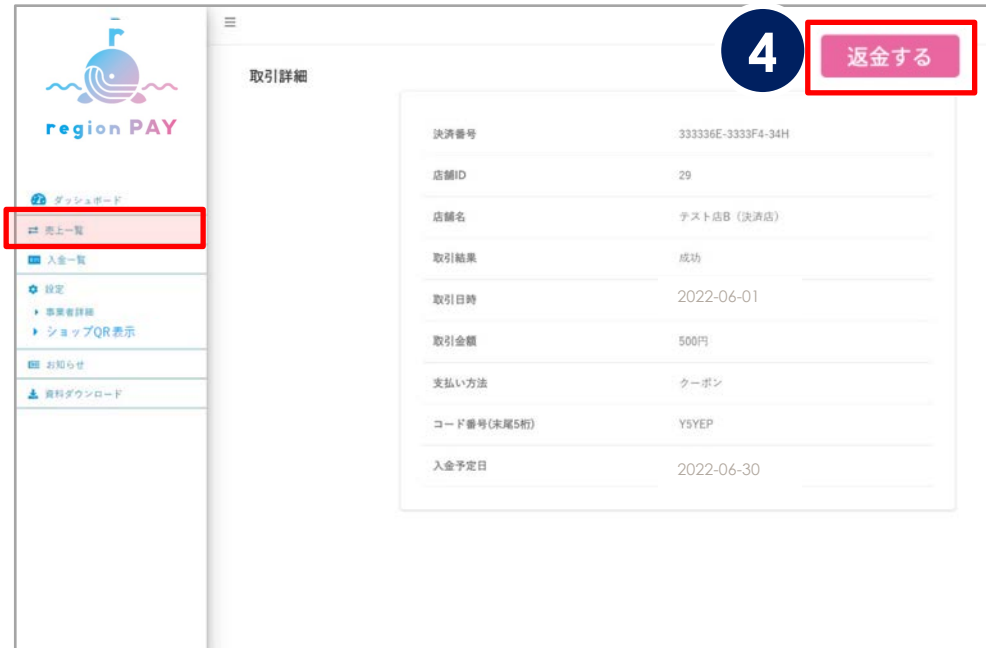 region PAY
ダッシュボード
売上一覧
入金一覧
設定
事業者詳細
ショップQR表示
お知らせ
資料ダウンロード
4
返金する
取引詳細
決済番号 333336E-3333F4-34H
店舗ID 29
店舗名 テスト店B（決済店）
取引結果 成功
取引日時 2022-06-01
取引金額 500円
支払い方法 クーポン
コード番号(末尾5桁) Y5YEP
入金予定日 2022-06-30